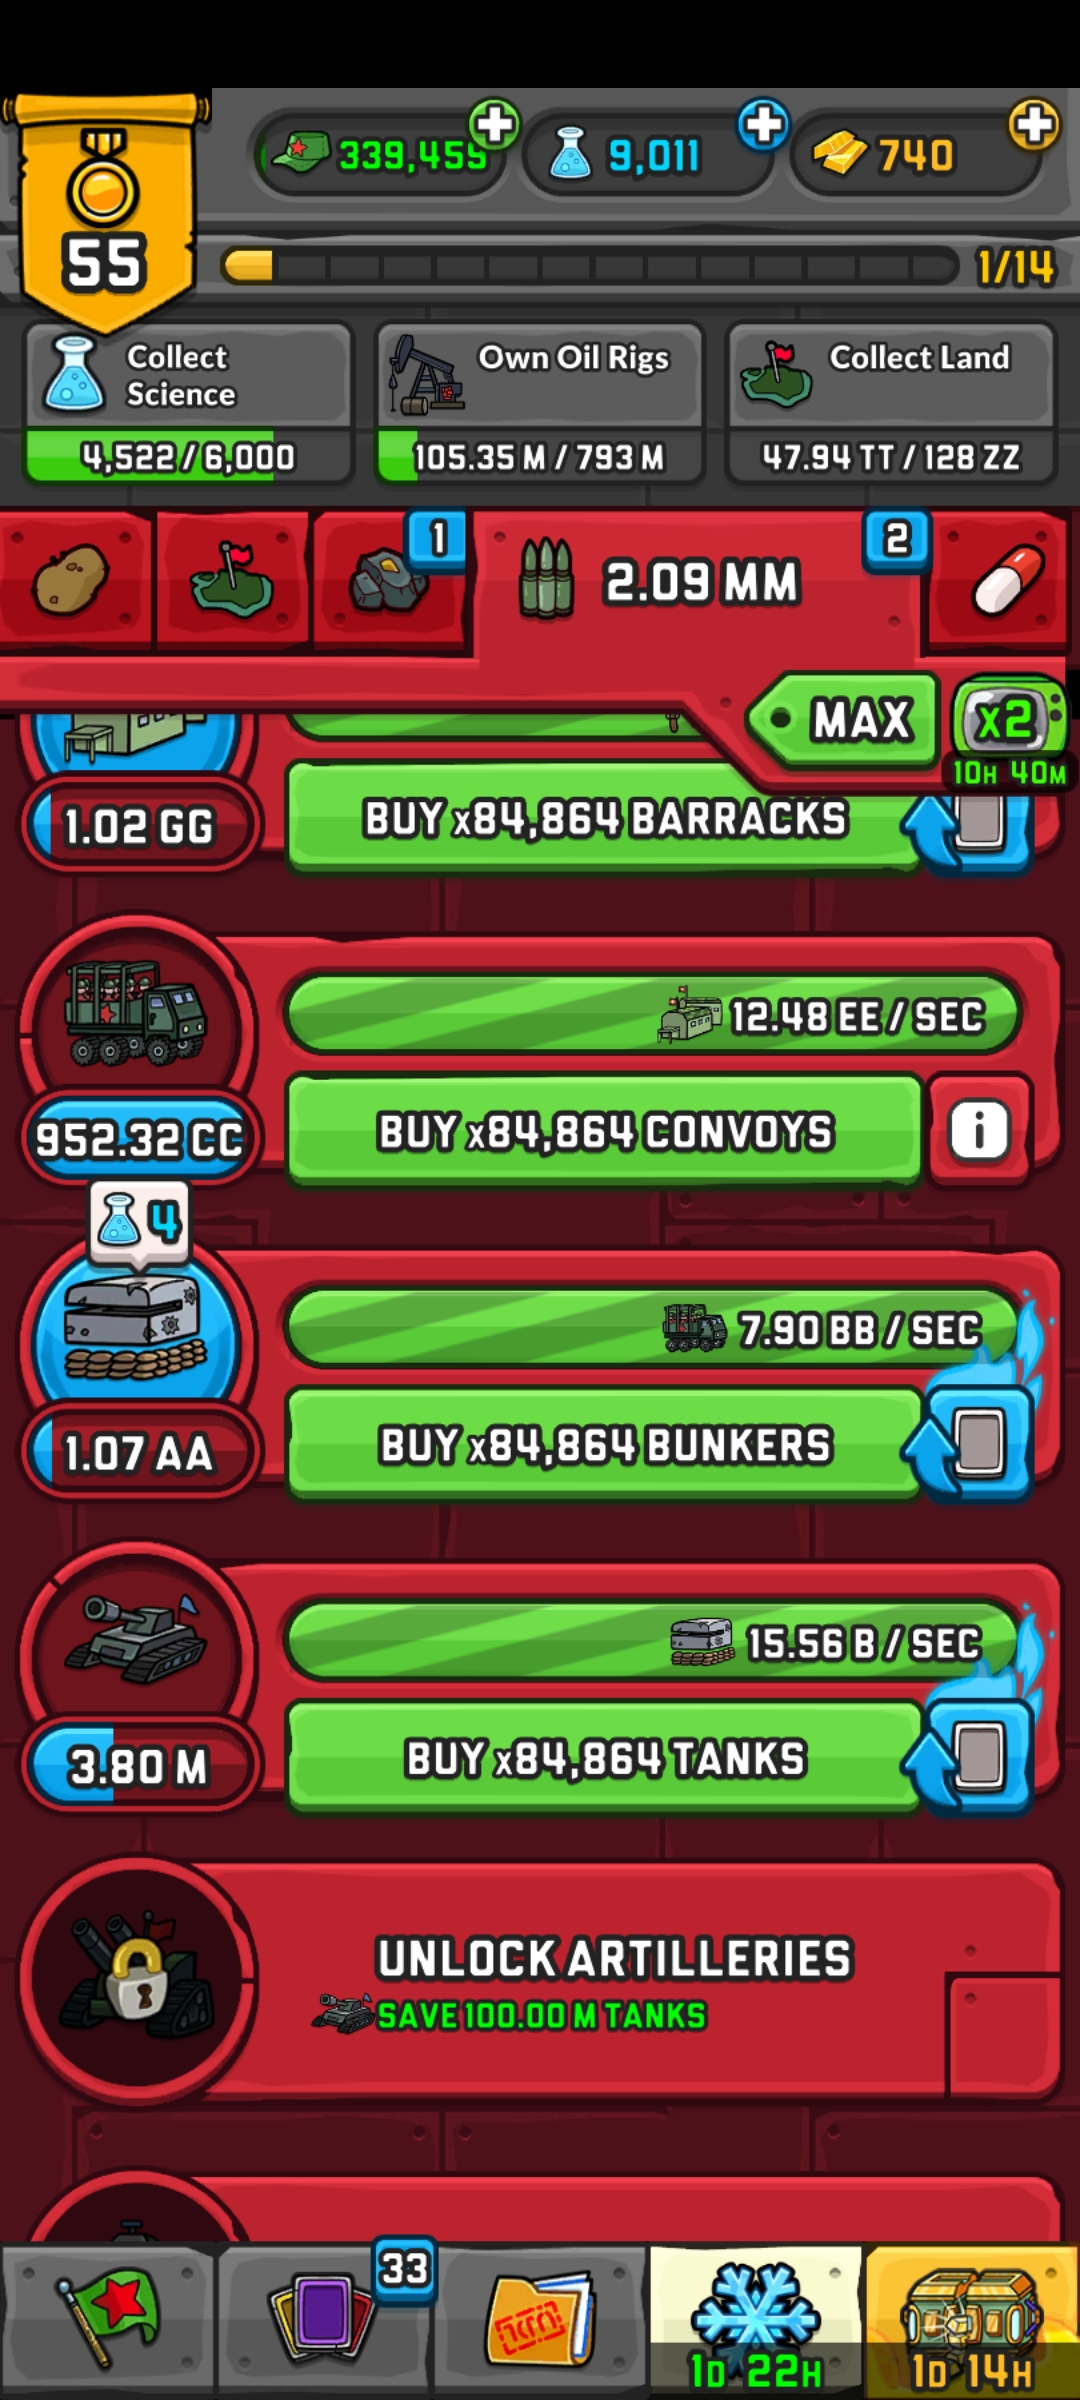 339,459
9,011
740
55
1/14
Collect
Science
Own Oil Rigs
Collect Land
4,522 / 6,000
105.35 M / 793 M
47.94 TT / 128 ZZ
1
2.09 MM
2
MAX
x2
10H 40M
1.02 GG
BUY x84,864 BARRACKS
12.48 EE / SEC
952.32 CC
BUY x84,864 CONVOYS
i
4
7.90 BB / SEC
1.07 AA
BUY x84,864 BUNKERS
15.56 B / SEC
3.80 M
BUY x84,864 TANKS
UNLOCK ARTILLERIES
SAVE 100.00 M TANKS
33
1D 22H
1D 14H